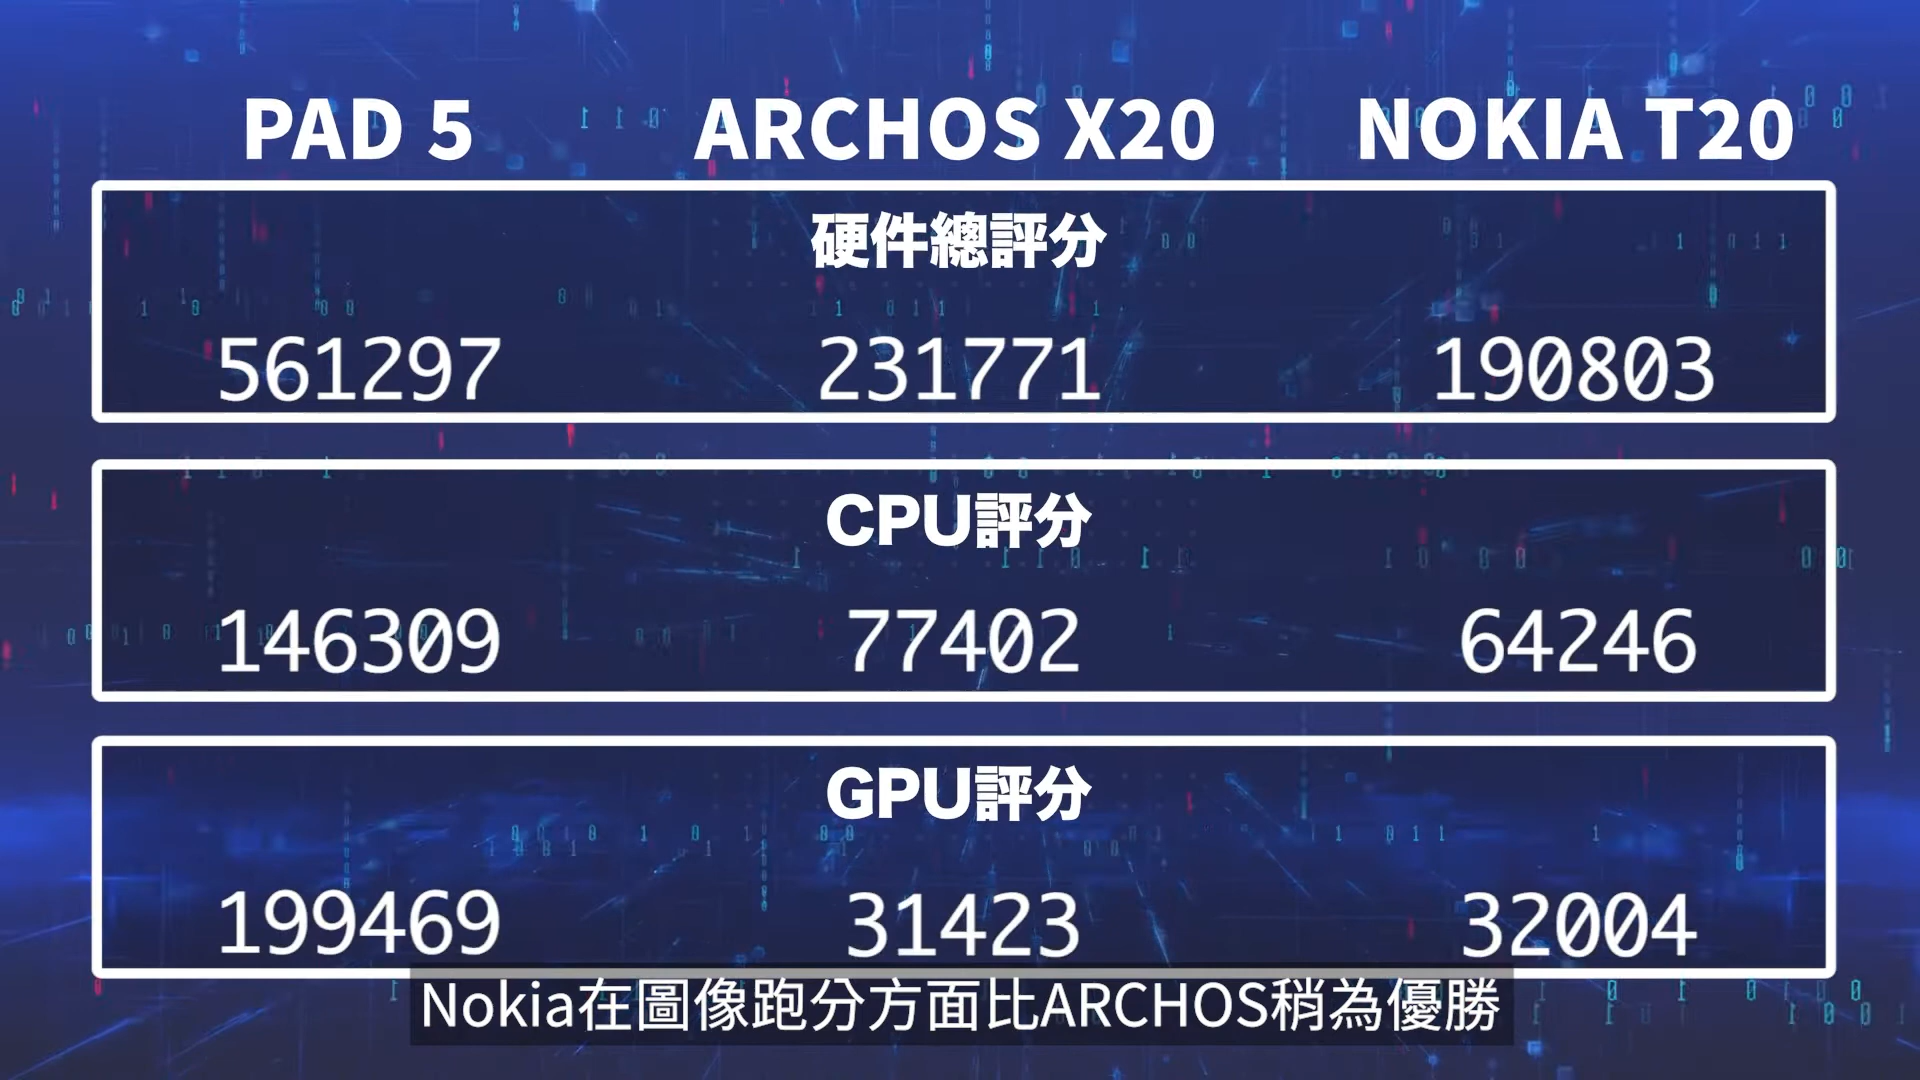 PAD 5 ARCHOS X20 NOKIA T20
硬件總評分
561297 231771 190803
CPU評分
146309 77402 64246
GPU評分
199469 31423 32004
Nokia在圖像跑分方面比ARCHOS稍為優勝